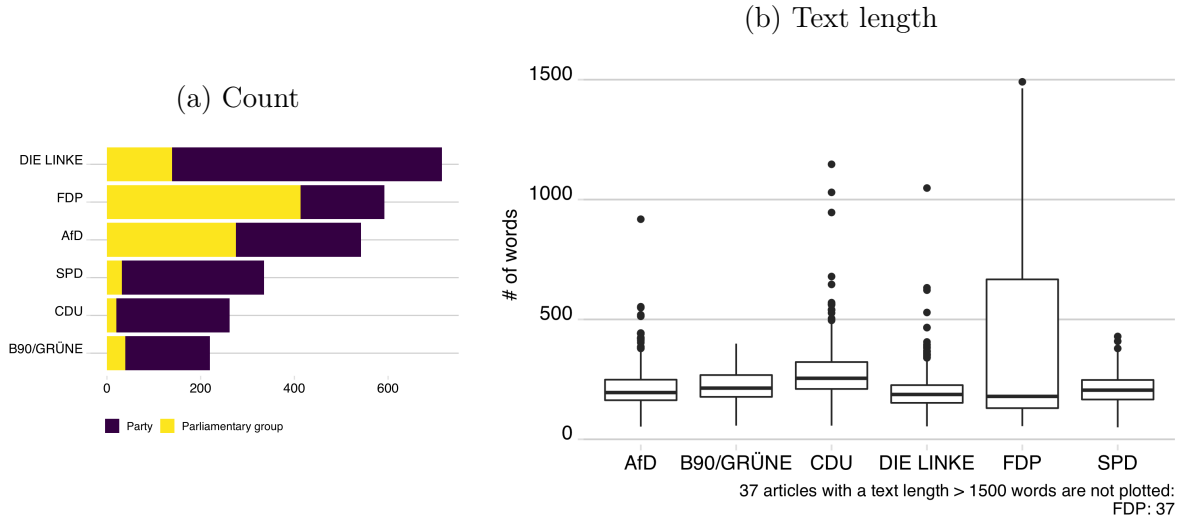 (a) Count
DIE LINKE
FDP
AfD
SPD
CDU
B90/GRÜNE
0 200 400 600
Party Parliamentary group
(b) Text length
# of words
1500
1000
500
0
AfD B90/GRÜNE CDU DIE LINKE FDP SPD
37 articles with a text length > 1500 words are not plotted:
FDP: 37